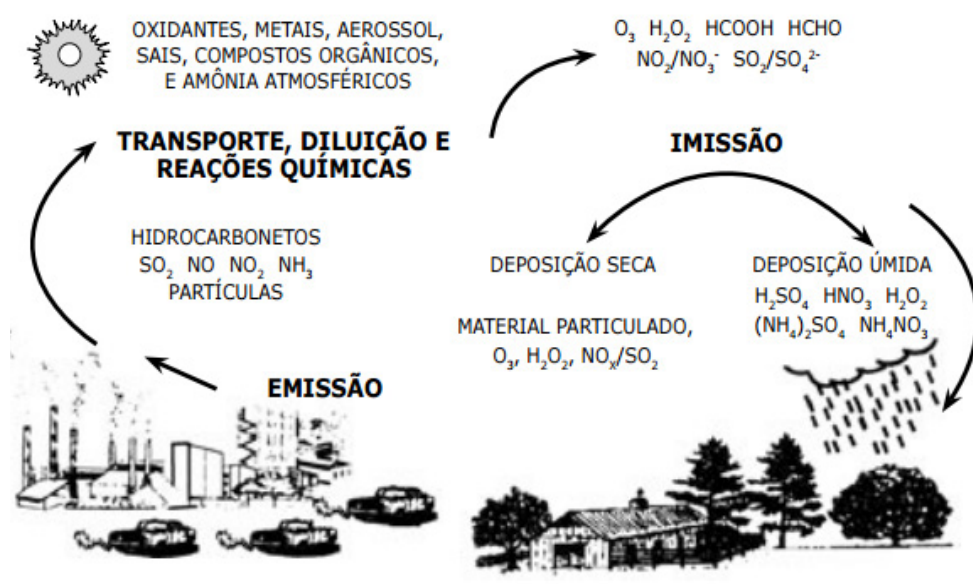 OXIDANTES, METAIS, AEROSSOL,
SAIS, COMPOSTOS ORGÂNICOS,
E AMÔNIA ATMOSFÉRICOS
TRANSPORTE, DILUIÇÃO E
REAÇÕES QUÍMICAS
HIDROCARBONETOS
SO₂ NO NO₂ NH₃
PARTÍCULAS
EMISSÃO
O₃ H₂O₂ HCOOH HCHO
NO₂/NO₃⁻ SO₂/SO₄²⁻
IMISSÃO
DEPOSIÇÃO SECA
MATERIAL PARTICULADO,
O₃, H₂O₂, NOₓ/SO₂
DEPOSIÇÃO ÚMIDA
H₂SO₄ HNO₃ H₂O₂
(NH₄)₂SO₄ NH₄NO₃